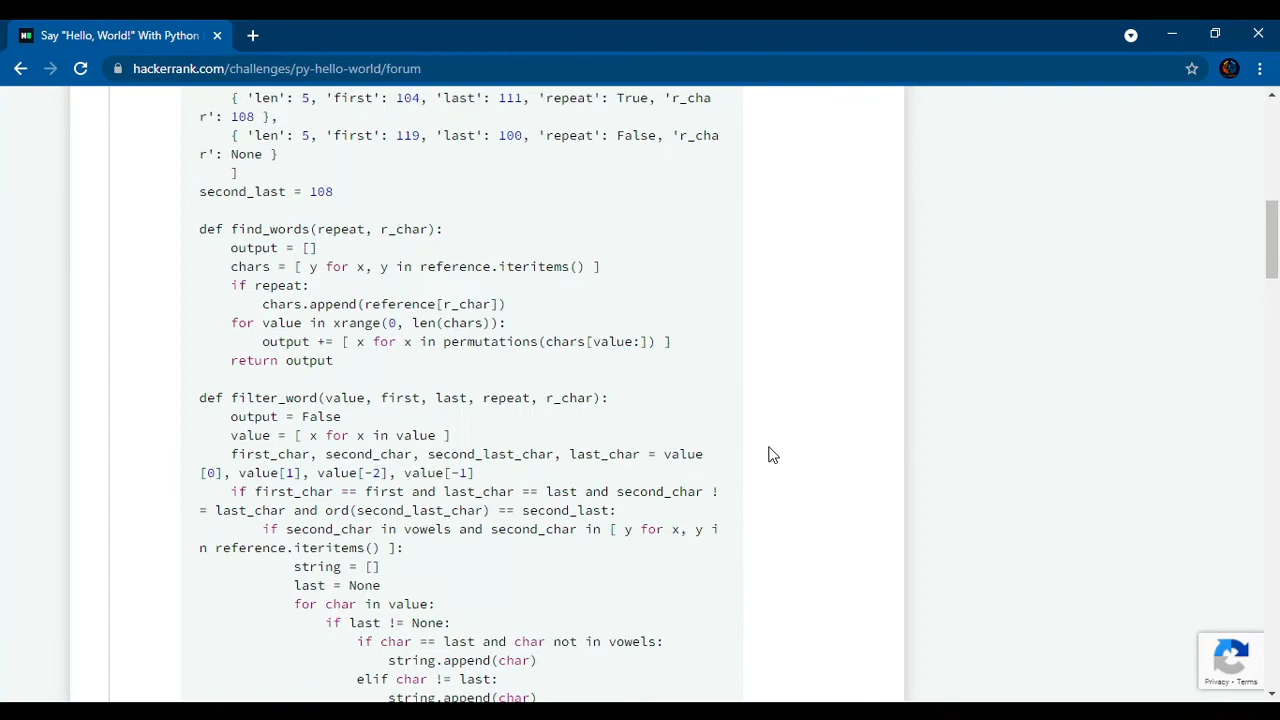 Say "Hello, World!" With Python
hackerrank.com/challenges/py-hello-world/forum
{ 'len': 5, 'first': 104, 'last': 111, 'repeat': True, 'r_cha
r': 108 },
{ 'len': 5, 'first': 119, 'last': 100, 'repeat': False, 'r_cha
r': None }
]
second_last = 108
def find_words(repeat, r_char):
output = []
chars = [ y for x, y in reference.iteritems() ]
if repeat:
chars.append(reference[r_char])
for value in xrange(0, len(chars)):
output += [ x for x in permutations(chars[value:]) ]
return output
def filter_word(value, first, last, repeat, r_char):
output = False
value = [ x for x in value ]
first_char, second_char, second_last_char, last_char = value
[0], value[1], value[-2], value[-1]
if first_char == first and last_char == last and second_char !
= last_char and ord(second_last_char) == second_last:
if second_char in vowels and second_char in [ y for x, y i
n reference.iteritems() ]:
string = []
last = None
for char in value:
if last != None:
if char == last and char not in vowels:
string.append(char)
elif char != last:
string.append(char)
Privacy - Terms